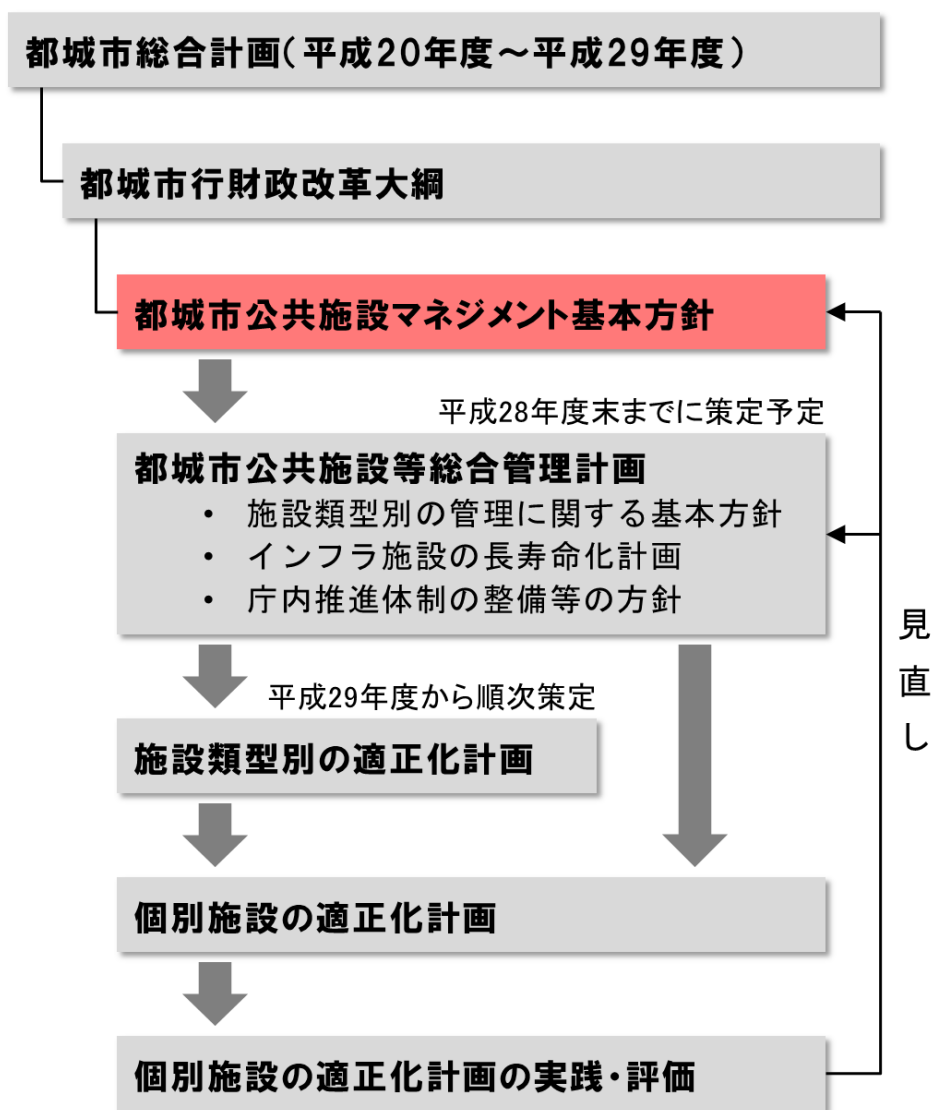 都城市総合計画(平成20年度～平成29年度)
都城市行財政改革大綱
都城市公共施設マネジメント基本方針
平成28年度末までに策定予定
都城市公共施設等総合管理計画
• 施設類型別の管理に関する基本方針
• インフラ施設の長寿命化計画
• 庁内推進体制の整備等の方針
平成29年度から順次策定
施設類型別の適正化計画
個別施設の適正化計画
個別施設の適正化計画の実践・評価
見直し